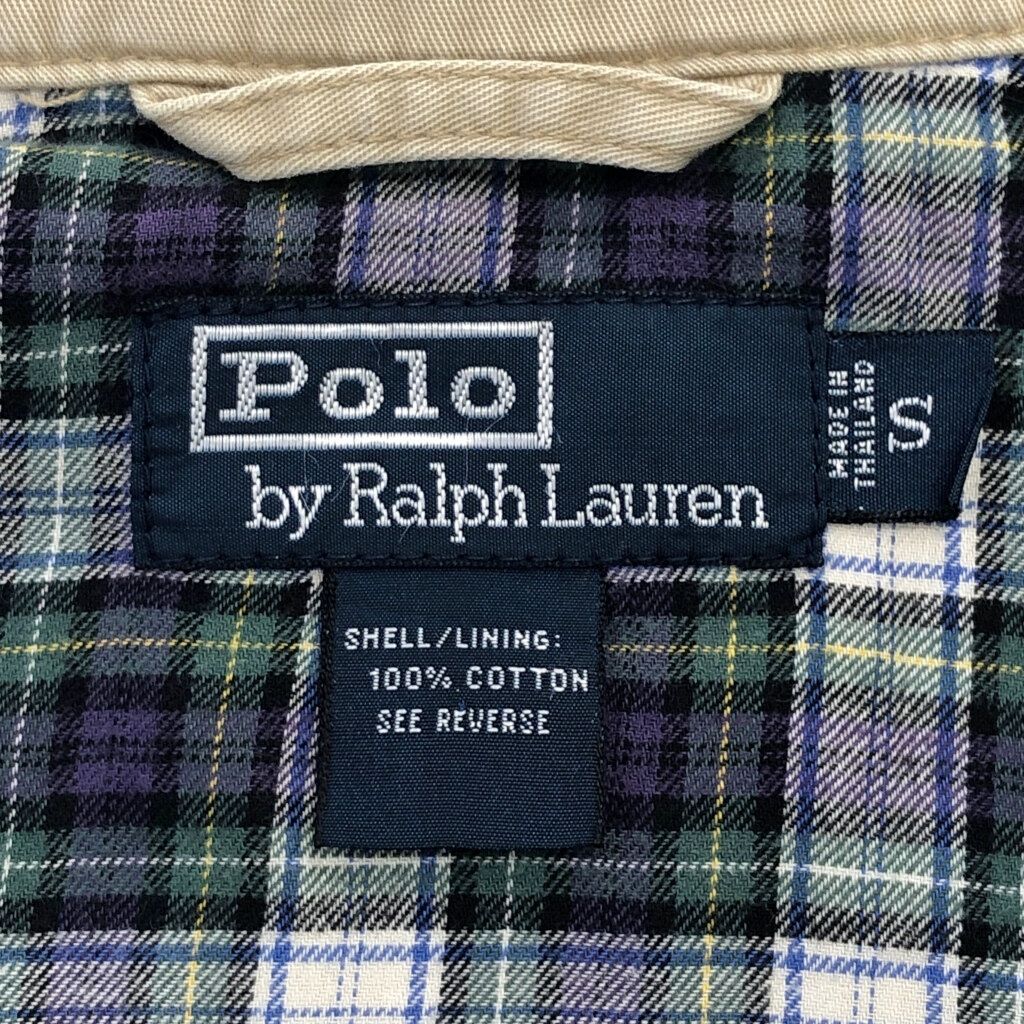 Polo
by Ralph Lauren
MADE IN
THAILAND
S
SHELL/LINING:
100% COTTON
SEE REVERSE